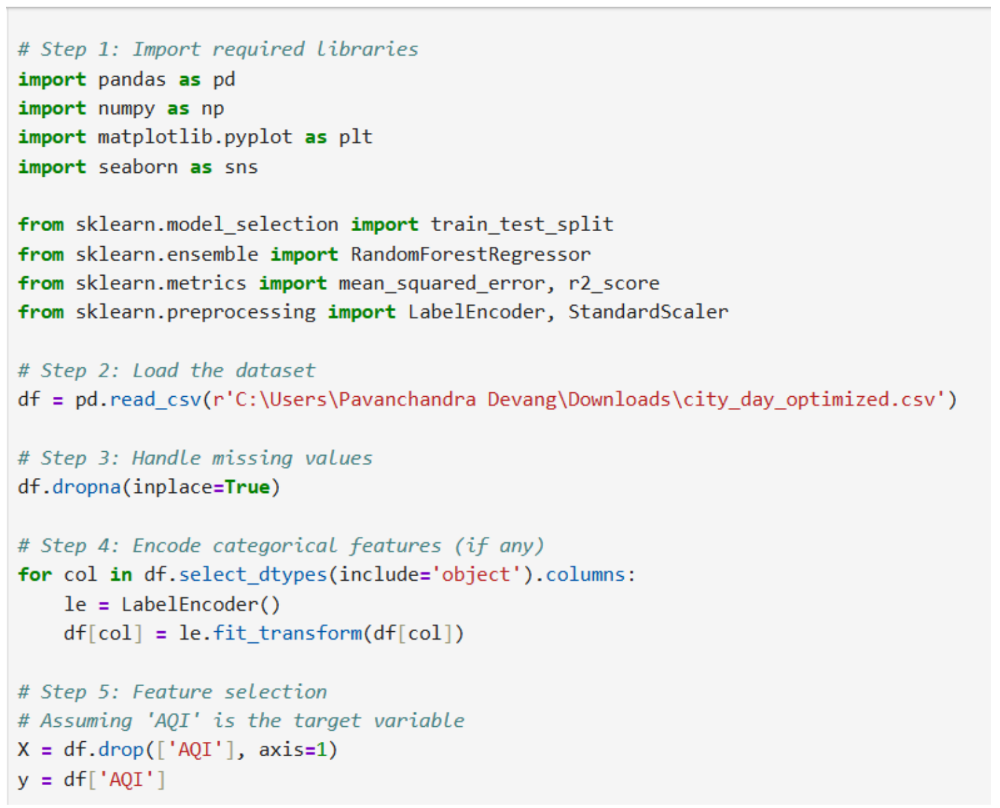 # Step 1: Import required libraries
import pandas as pd
import numpy as np
import matplotlib.pyplot as plt
import seaborn as sns
from sklearn.model_selection import train_test_split
from sklearn.ensemble import RandomForestRegressor
from sklearn.metrics import mean_squared_error, r2_score
from sklearn.preprocessing import LabelEncoder, StandardScaler
# Step 2: Load the dataset
df = pd.read_csv(r'C:\Users\Pavanchandra Devang\Downloads\city_day_optimized.csv')
# Step 3: Handle missing values
df.dropna(inplace=True)
# Step 4: Encode categorical features (if any)
for col in df.select_dtypes(include='object').columns:
    le = LabelEncoder()
    df[col] = le.fit_transform(df[col])
# Step 5: Feature selection
# Assuming 'AQI' is the target variable
X = df.drop(['AQI'], axis=1)
y = df['AQI']